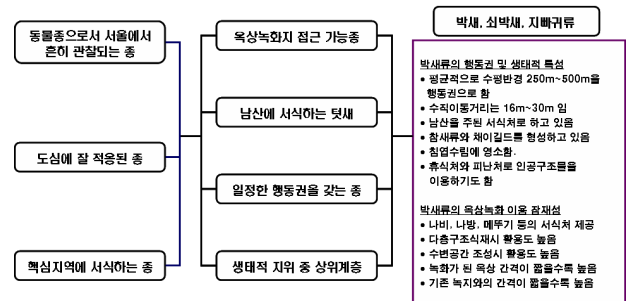 동물종으로서 서울에서
흔히 관찰되는 종
도심에 잘 적응된 종
핵심지역에 서식하는 종
옥상녹화지 접근 가능종
남산에 서식하는 텃새
일정한 행동권을 갖는 종
생태적 지위 중 상위계층
박새, 쇠박새, 지빠귀류
박새류의 행동권 및 생태적 특성
• 평균적으로 수평반경 250m~500m을
행동권으로 함
• 수직이동거리는 16m~30m 임
• 남산을 주된 서식처로 하고 있음
• 참새류와 채이길드를 형성하고 있음
• 침엽수림에 영소함.
• 휴식처와 피난처로 인공구조물을
이용하기도 함
박새류의 옥상녹화 이용 잠재성
• 나비, 나방, 메뚜기 등의 서식처 제공
• 다층구조식재시 활용도 높음
• 수변공간 조성시 활용도 높음
• 녹화가 된 옥상 간격이 짧을수록 높음
• 기존 녹지와의 간격이 짧을수록 높음